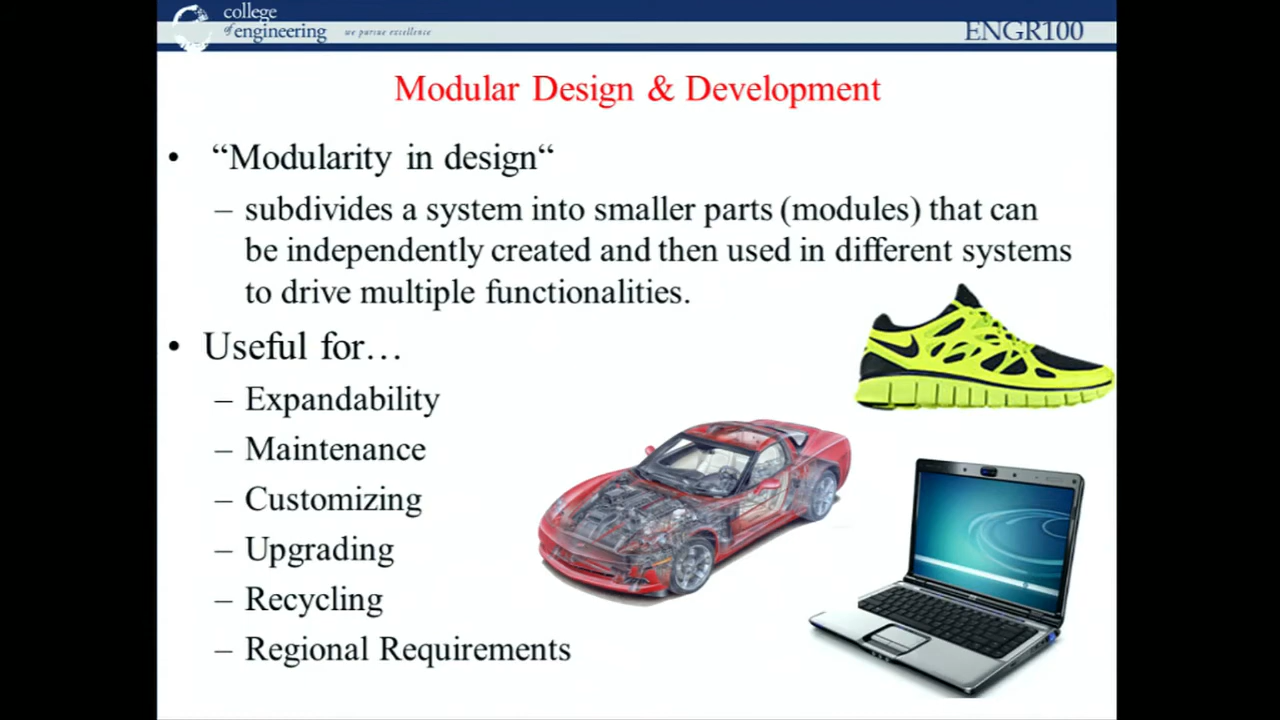 college
of engineering we pursue excellence
ENGR100
Modular Design & Development
• “Modularity in design“
– subdivides a system into smaller parts (modules) that can
be independently created and then used in different systems
to drive multiple functionalities.
• Useful for…
– Expandability
– Maintenance
– Customizing
– Upgrading
– Recycling
– Regional Requirements